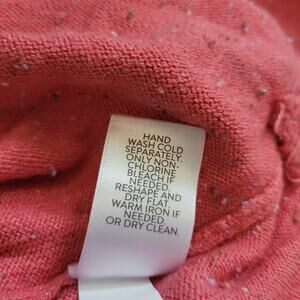 HAND
WASH COLD
SEPARATELY.
ONLY NON-
CHLORINE
BLEACH IF
NEEDED.
RESHAPE AND
DRY FLAT.
WARM IRON IF
NEEDED.
OR DRY CLEAN.